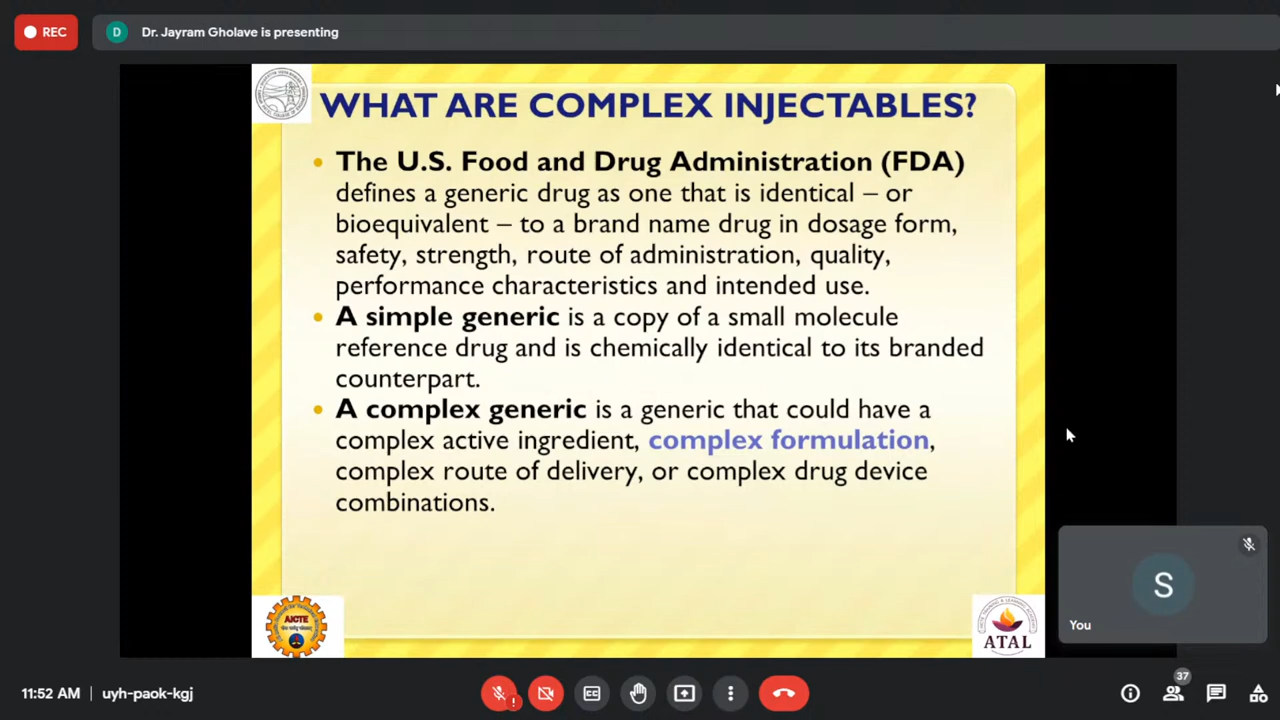 REC
D
Dr. Jayram Gholave is presenting
WHAT ARE COMPLEX INJECTABLES?
• The U.S. Food and Drug Administration (FDA)
defines a generic drug as one that is identical – or
bioequivalent – to a brand name drug in dosage form,
safety, strength, route of administration, quality,
performance characteristics and intended use.
• A simple generic is a copy of a small molecule
reference drug and is chemically identical to its branded
counterpart.
• A complex generic is a generic that could have a
complex active ingredient, complex formulation,
complex route of delivery, or complex drug device
combinations.
AICTE
ATAL
S
You
11:52 AM | uyh-paok-kgj
CC
37